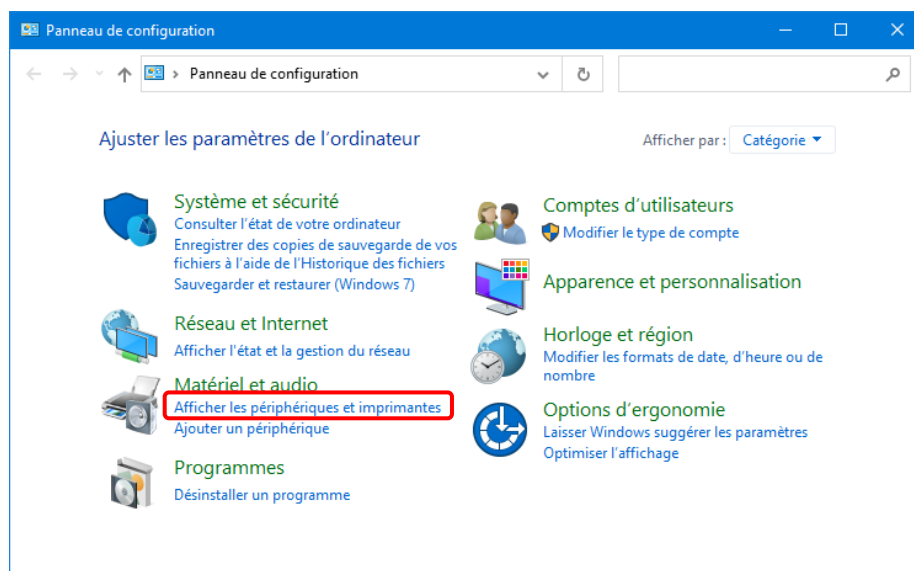 Panneau de configuration
Panneau de configuration
Ajuster les paramètres de l'ordinateur
Afficher par :
Catégorie
Système et sécurité
Consulter l'état de votre ordinateur
Enregistrer des copies de sauvegarde de vos
fichiers à l'aide de l'Historique des fichiers
Sauvegarder et restaurer (Windows 7)
Réseau et Internet
Afficher l'état et la gestion du réseau
Matériel et audio
Afficher les périphériques et imprimantes
Ajouter un périphérique
Programmes
Désinstaller un programme
Comptes d'utilisateurs
Modifier le type de compte
Apparence et personnalisation
Horloge et région
Modifier les formats de date, d'heure ou de
nombre
Options d'ergonomie
Laisser Windows suggérer les paramètres
Optimiser l'affichage